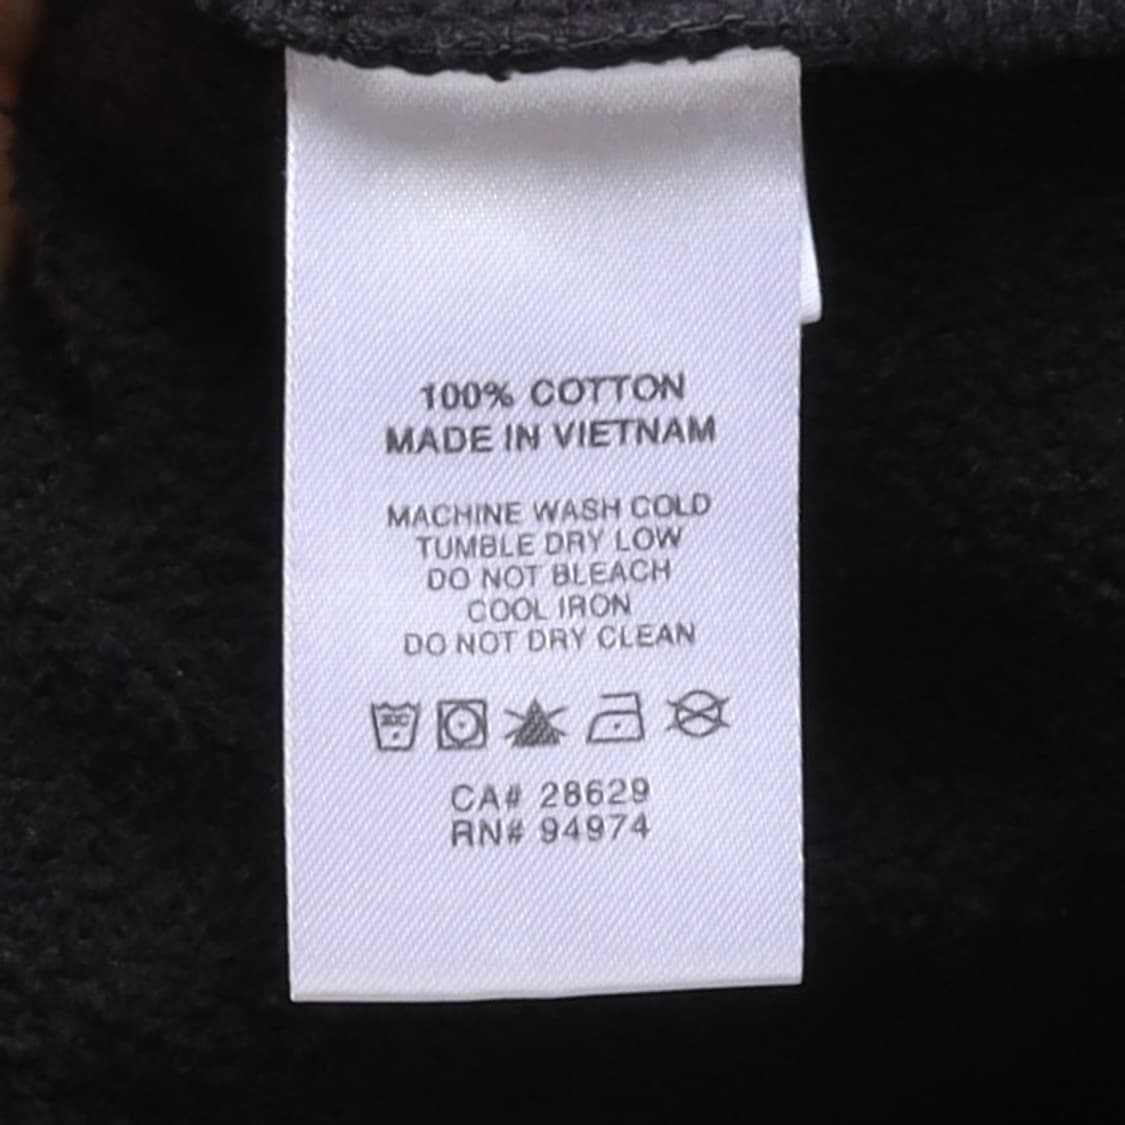 100% COTTON
MADE IN VIETNAM
MACHINE WASH COLD
TUMBLE DRY LOW
DO NOT BLEACH
COOL IRON
DO NOT DRY CLEAN
CA# 28629
RN# 94974